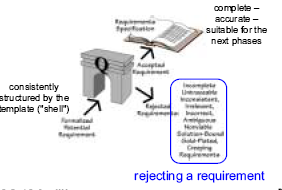 complete –
accurate –
suitable for the
next phases
Requirements
Specification
Q
Accepted
Requirement
consistently
structured by the
template ("shell")
Formalized
Potential
Requirement
Rejected
Requirements
Incomplete
Untraceable
Inconsistent,
Irrelevant,
Incorrect,
Ambiguous
Nonviable
Solution-Bound
Gold-Plated,
Creeping
Requirements
rejecting a requirement